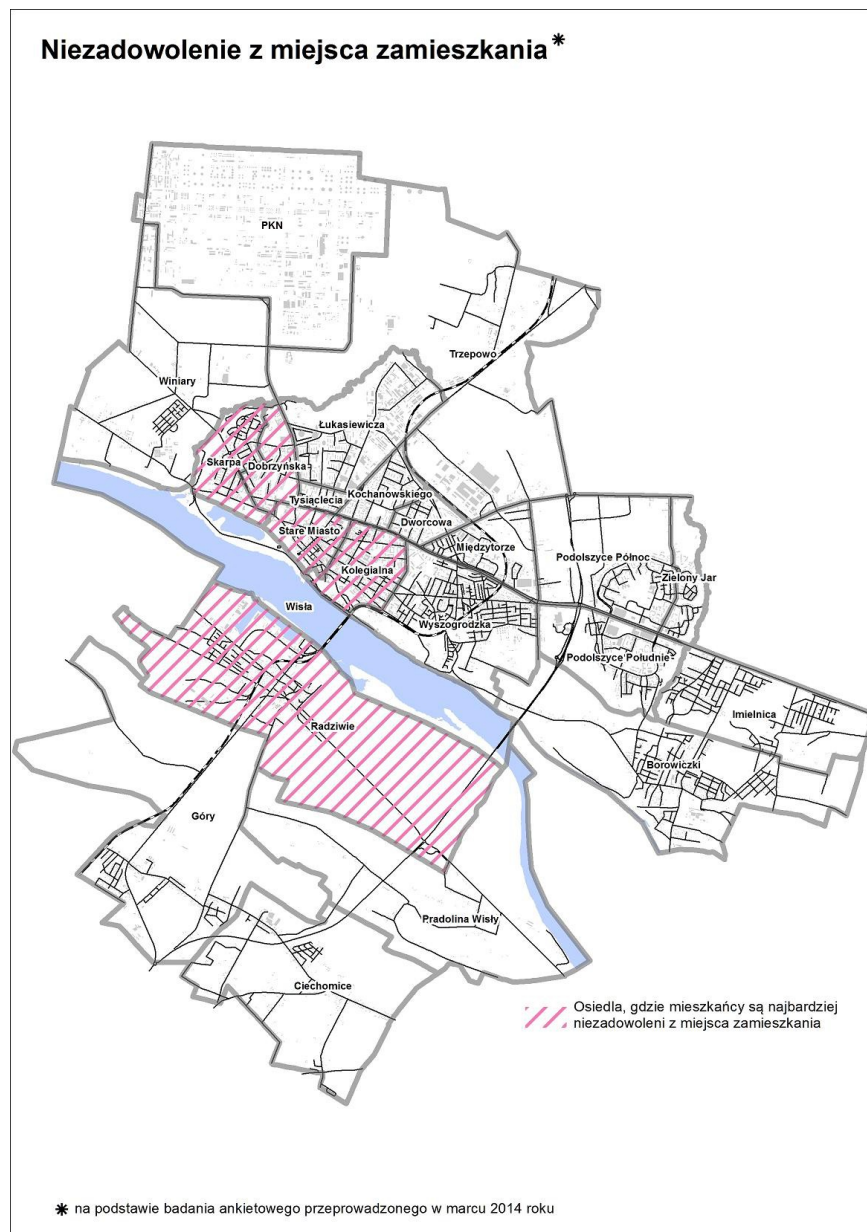 Niezadowolenie z miejsca zamieszkania*
PKN
Trzepowo
Winiary
Łukasiewicza
Skarpa
Dobrzyńska
Kochanowskiego
Tysiąclecia
Dworcowa
Stare Miasto
Międzytorze
Podolszyce Północ
Kolegialna
Zielony Jar
Wisła
Wyszogrodzka
Podolszyce Południe
Imielnica
Radziwie
Borowiczki
Góry
Pradolina Wisły
Ciechomice
Osiedla, gdzie mieszkańcy są najbardziej
niezadowoleni z miejsca zamieszkania
* na podstawie badania ankietowego przeprowadzonego w marcu 2014 roku